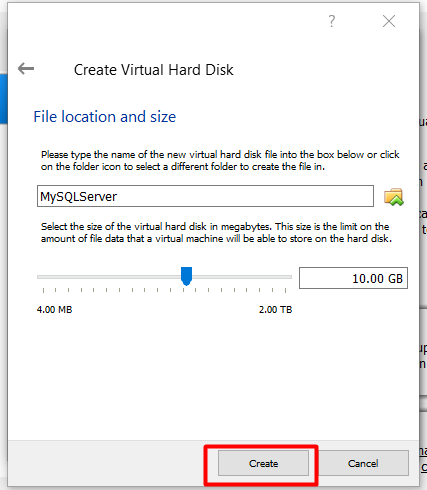 ?
Create Virtual Hard Disk
File location and size
Please type the name of the new virtual hard disk file into the box below or click
on the folder icon to select a different folder to create the file in.
MySQLServer
Select the size of the virtual hard disk in megabytes. This size is the limit on the
amount of file data that a virtual machine will be able to store on the hard disk.
10.00 GB
4.00 MB
2.00 TB
Create
Cancel